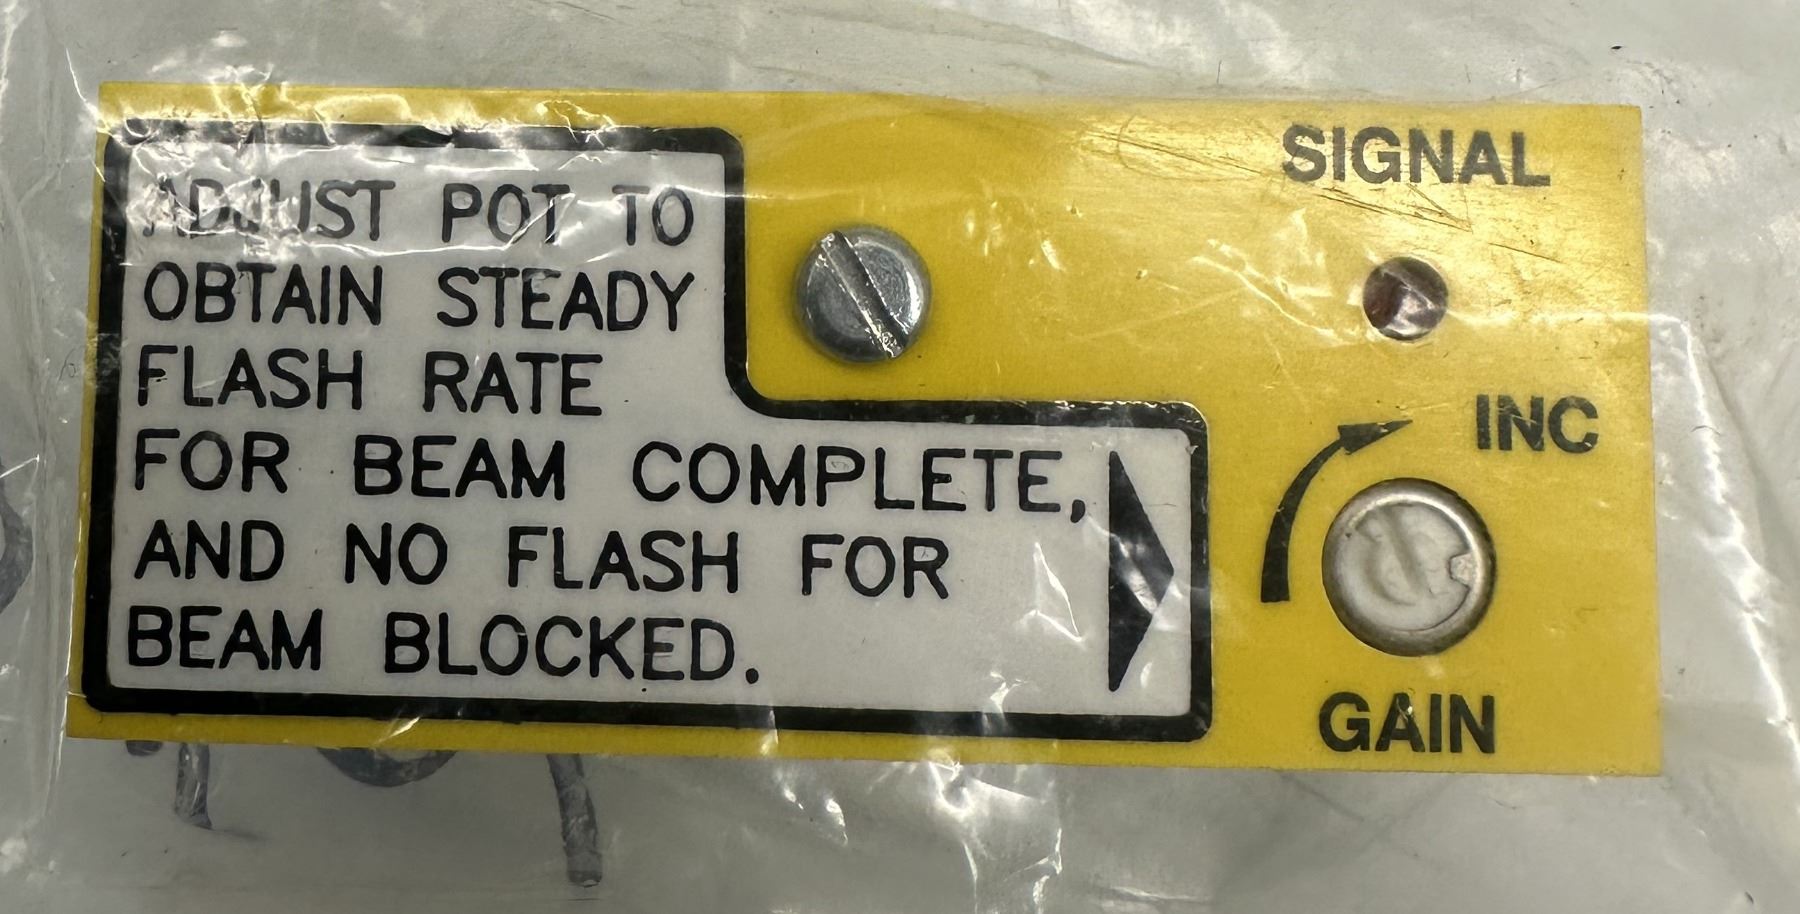 ADJUST POT TO
OBTAIN STEADY
FLASH RATE
FOR BEAM COMPLETE,
AND NO FLASH FOR
BEAM BLOCKED.
SIGNAL
INC
GAIN